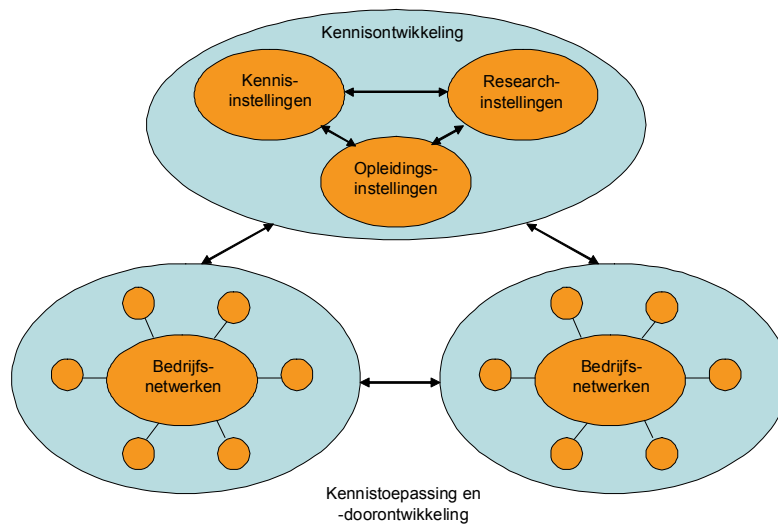 Kennisontwikkeling
Kennis-
instellingen
Research-
instellingen
Opleidings-
instellingen
Bedrijfs-
netwerken
Bedrijfs-
netwerken
Kennistoepassing en
-doorontwikkeling